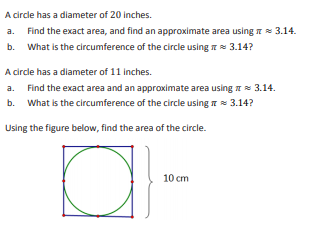 A circle has a diameter of 20 inches.
a. Find the exact area, and find an approximate area using π ≈ 3.14.
b. What is the circumference of the circle using π ≈ 3.14?
A circle has a diameter of 11 inches.
a. Find the exact area and an approximate area using π ≈ 3.14.
b. What is the circumference of the circle using π ≈ 3.14?
Using the figure below, find the area of the circle.
10 cm